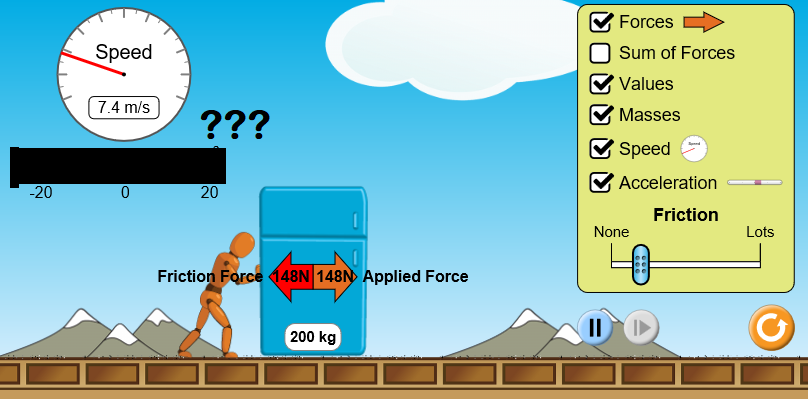 Speed
7.4 m/s
???
-20 0 20
Friction Force 148N 148N Applied Force
200 kg
Forces
Sum of Forces
Values
Masses
Speed
Acceleration
Friction
None Lots